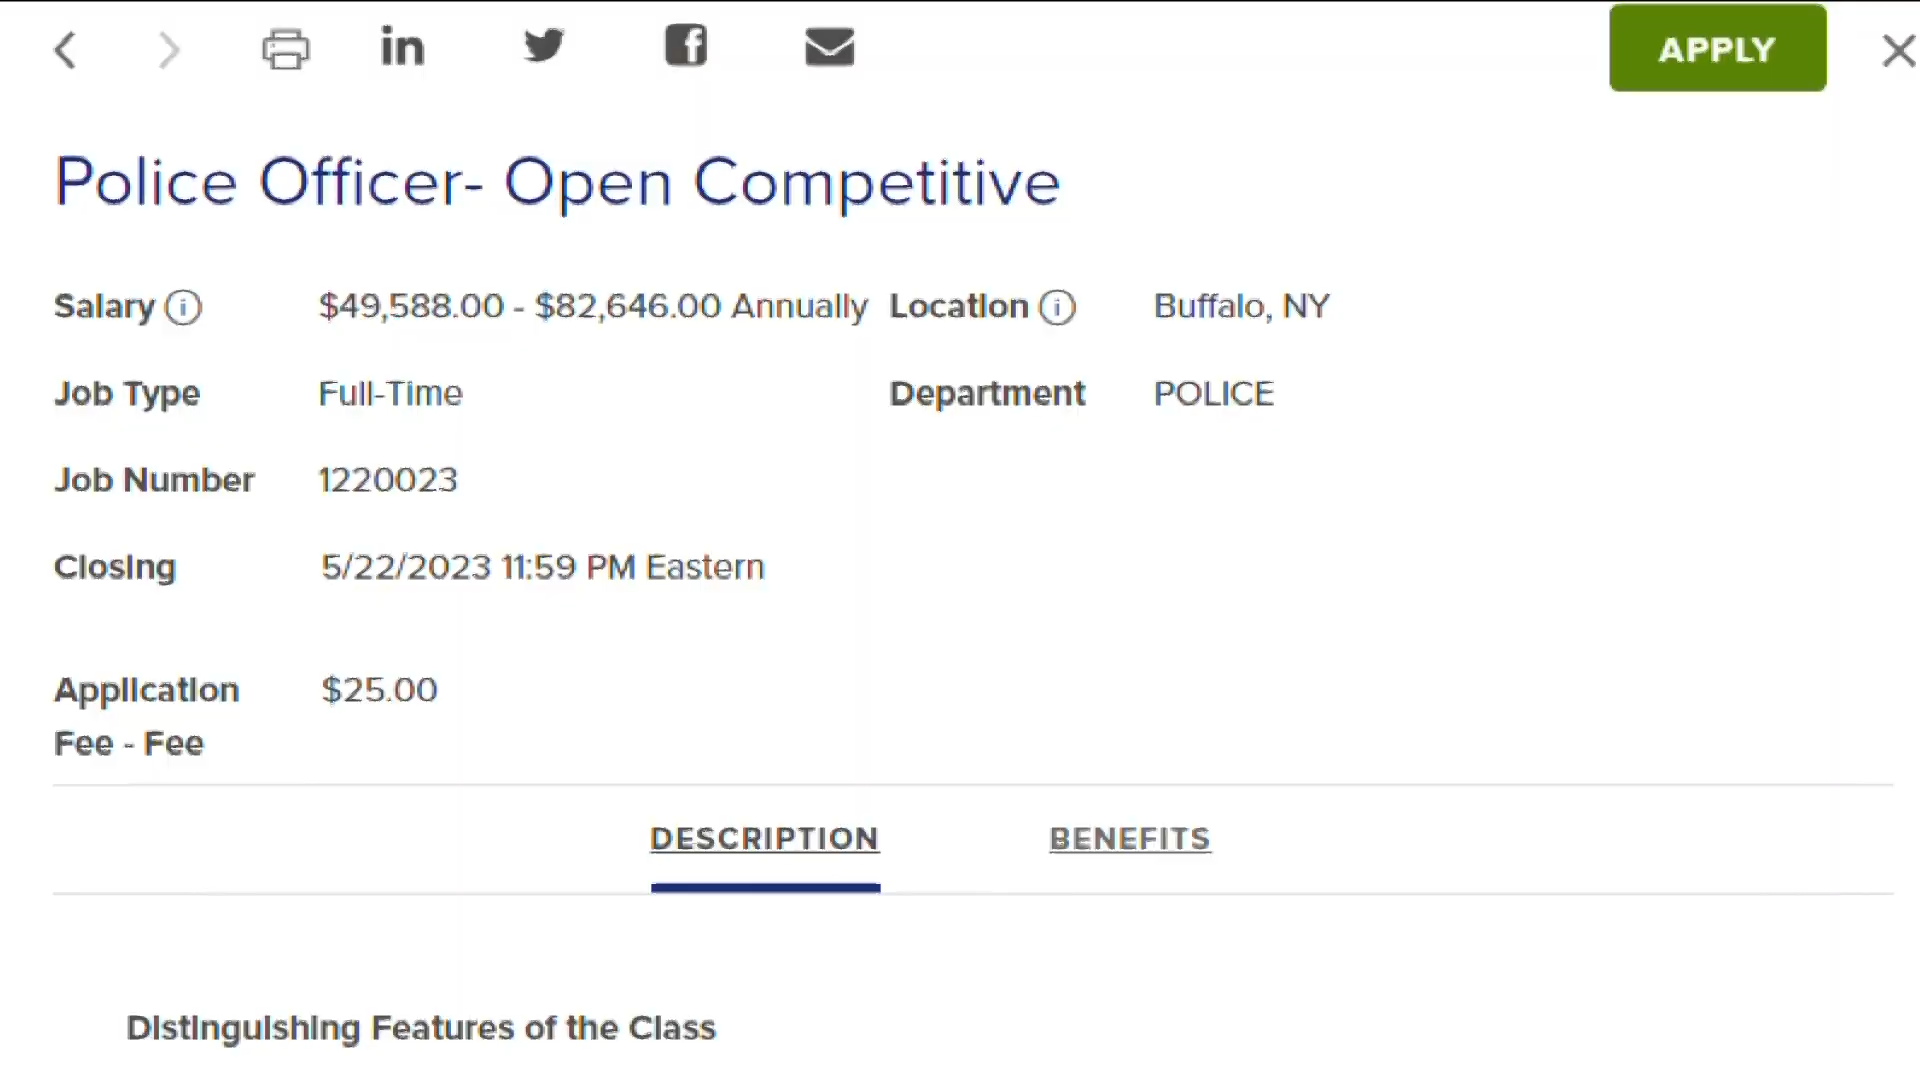 APPLY
Police Officer- Open Competitive
Salary $49,588.00 - $82,646.00 Annually Location Buffalo, NY
Job Type Full-Time Department POLICE
Job Number 1220023
Closing 5/22/2023 11:59 PM Eastern
Application $25.00
Fee - Fee
DESCRIPTION BENEFITS
Distinguishing Features of the Class